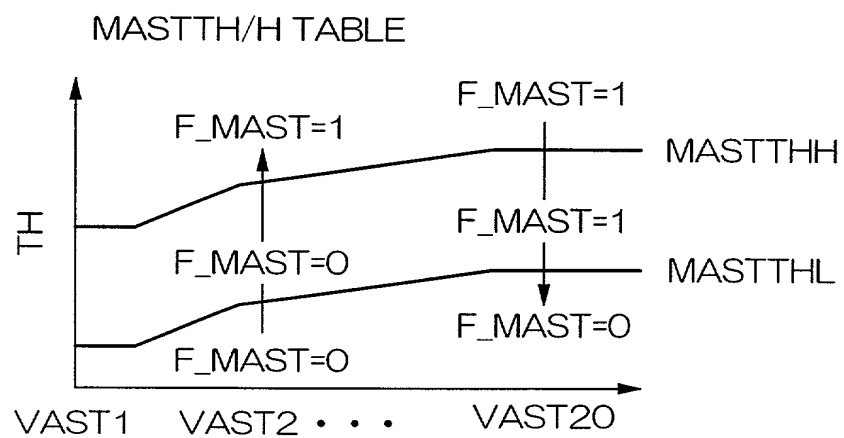 MASTTH/H TABLE
F_MAST=1
F_MAST=1
MASTTHH
TH
F_MAST=1
F_MAST=0
MASTTHL
F_MAST=0
F_MAST=0
VAST1 VAST2 · · · VAST20